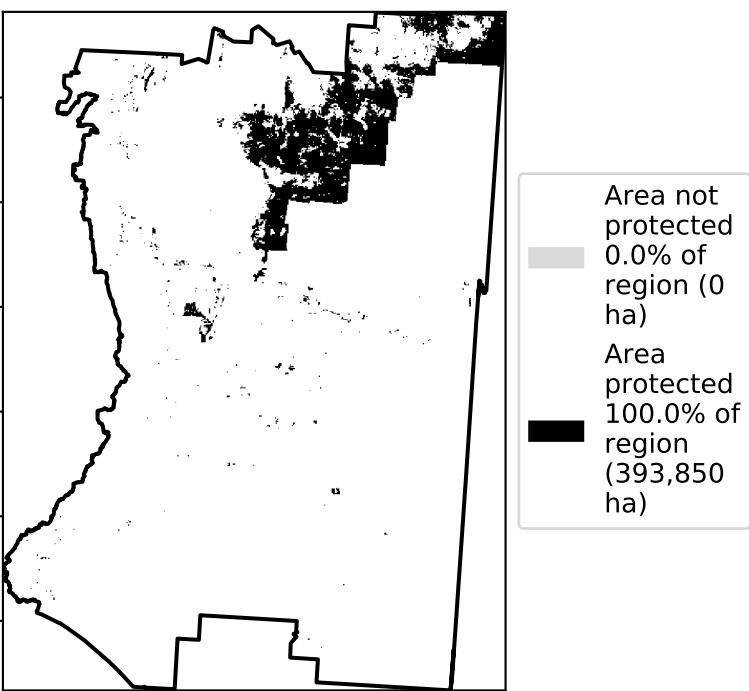 Area not
protected
0.0% of
region (0
ha)
Area
protected
100.0% of
region
(393,850
ha)